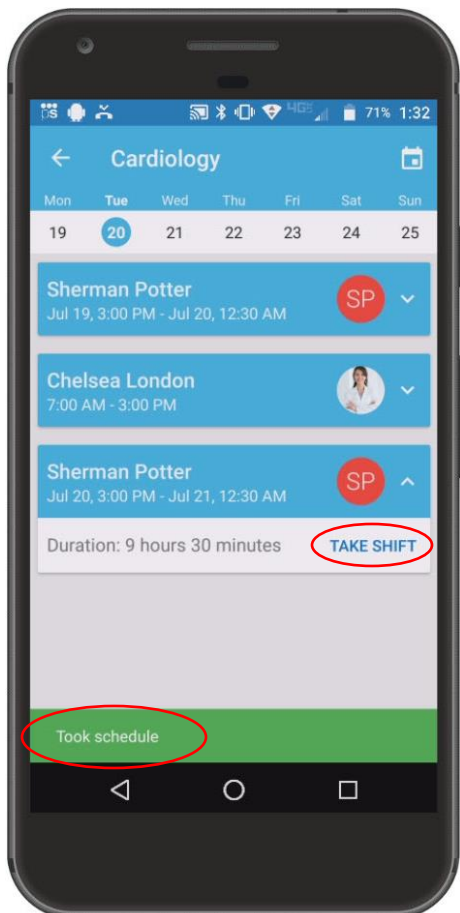 71% 1:32
Cardiology
Mon Tue Wed Thu Fri Sat Sun
19 20 21 22 23 24 25
Sherman Potter
SP
Jul 19, 3:00 PM - Jul 20, 12:30 AM
Chelsea London
7:00 AM - 3:00 PM
Sherman Potter
SP
Jul 20, 3:00 PM - Jul 21, 12:30 AM
Duration: 9 hours 30 minutes TAKE SHIFT
Took schedule